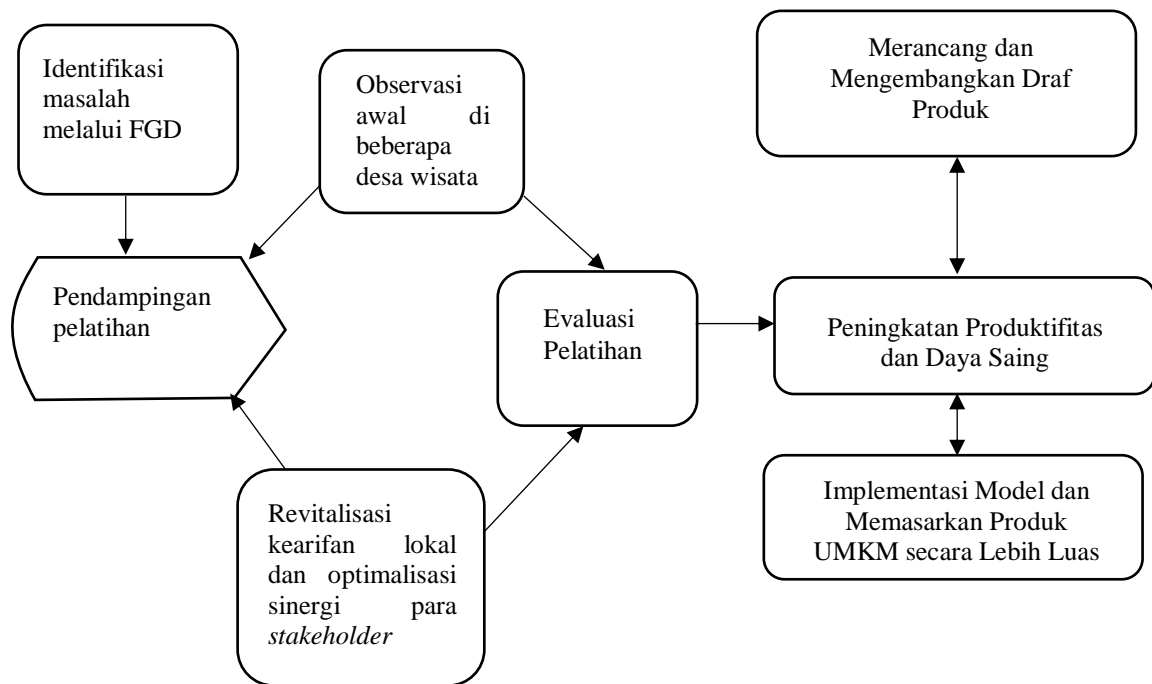 Identifikasi
masalah
melalui FGD
Observasi
awal di
beberapa
desa wisata
Merancang dan
Mengembangkan Draf
Produk
Pendampingan
pelatihan
Evaluasi
Pelatihan
Peningkatan Produktifitas
dan Daya Saing
Revitalisasi
kearifan lokal
dan optimalisasi
sinergi para
stakeholder
Implementasi Model dan
Memasarkan Produk
UMKM secara Lebih Luas